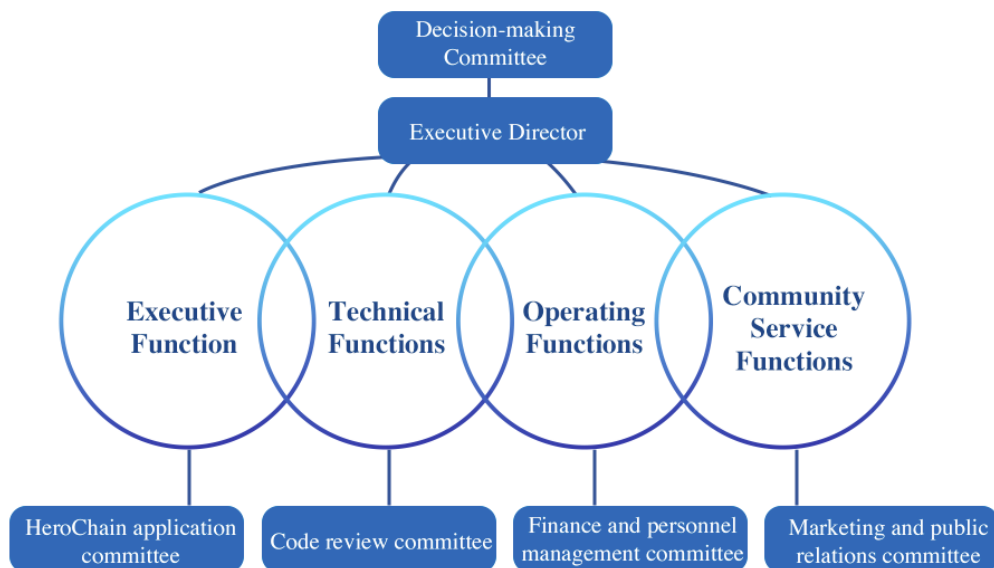 Decision-making
Committee
Executive Director
Executive
Function
Technical
Functions
Operating
Functions
Community
Service
Functions
HeroChain application
committee
Code review committee
Finance and personnel
management committee
Marketing and public
relations committee